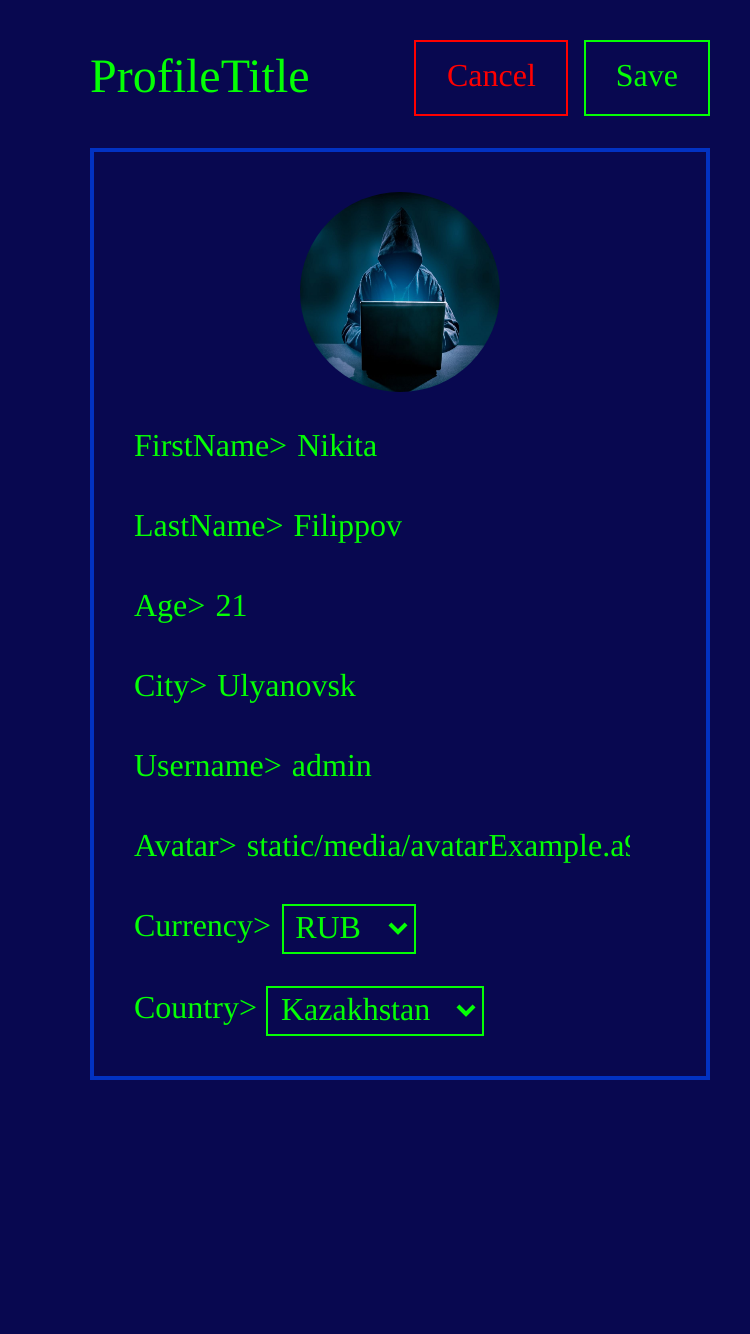 ProfileTitle Cancel Save
FirstName> Nikita
LastName> Filippov
Age> 21
City> Ulyanovsk
Username> admin
Avatar> static/media/avatarExample.a9
Currency> RUB
Country> Kazakhstan